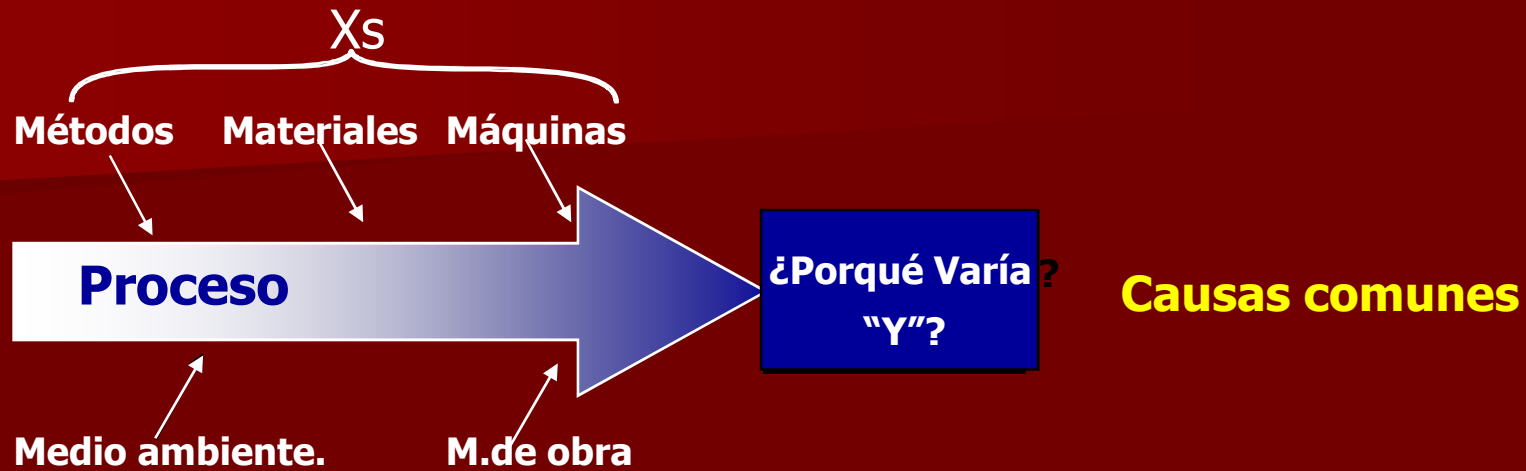 Xs
Métodos Materiales Máquinas
Proceso
¿Porqué Varía ?
“Y”?
Causas comunes
Medio ambiente. M.de obra